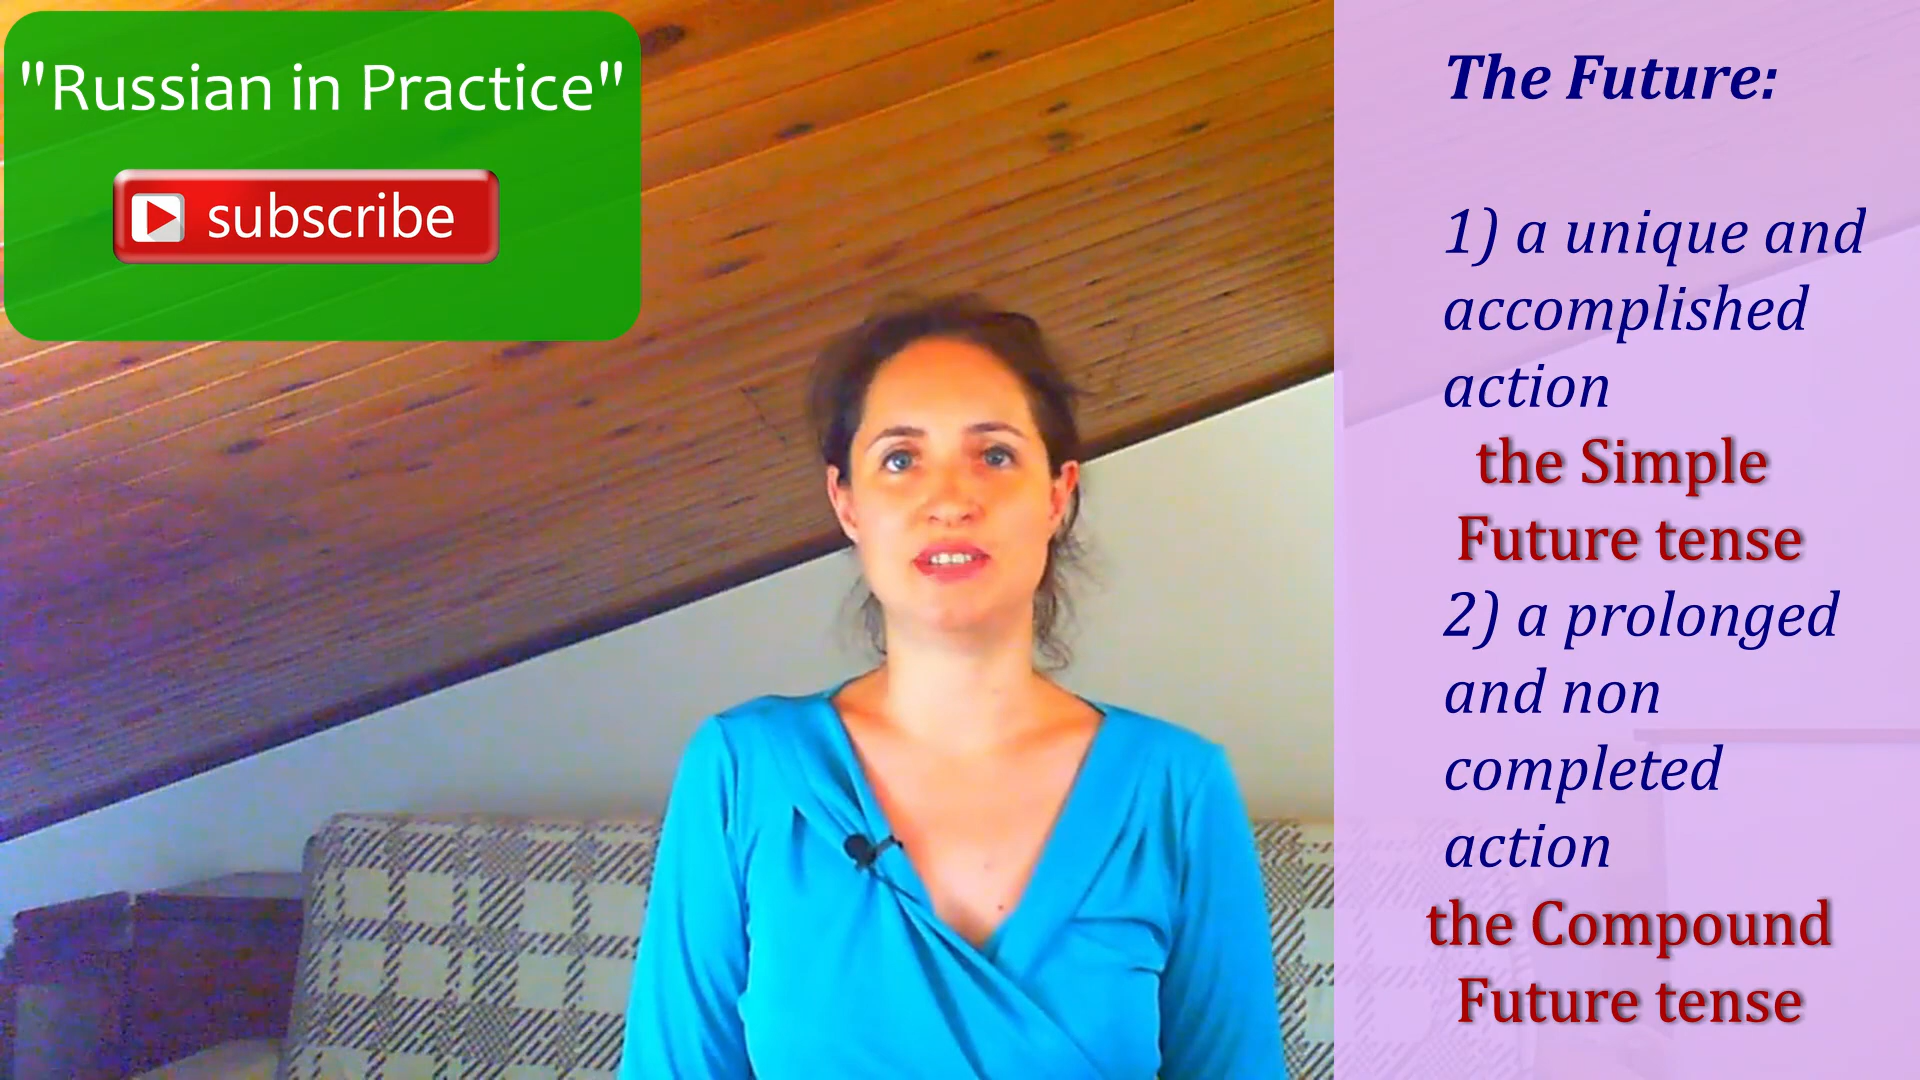 "Russian in Practice"
subscribe
The Future:
1) a unique and
accomplished
action
the Simple
Future tense
2) a prolonged
and non
completed
action
the Compound
Future tense